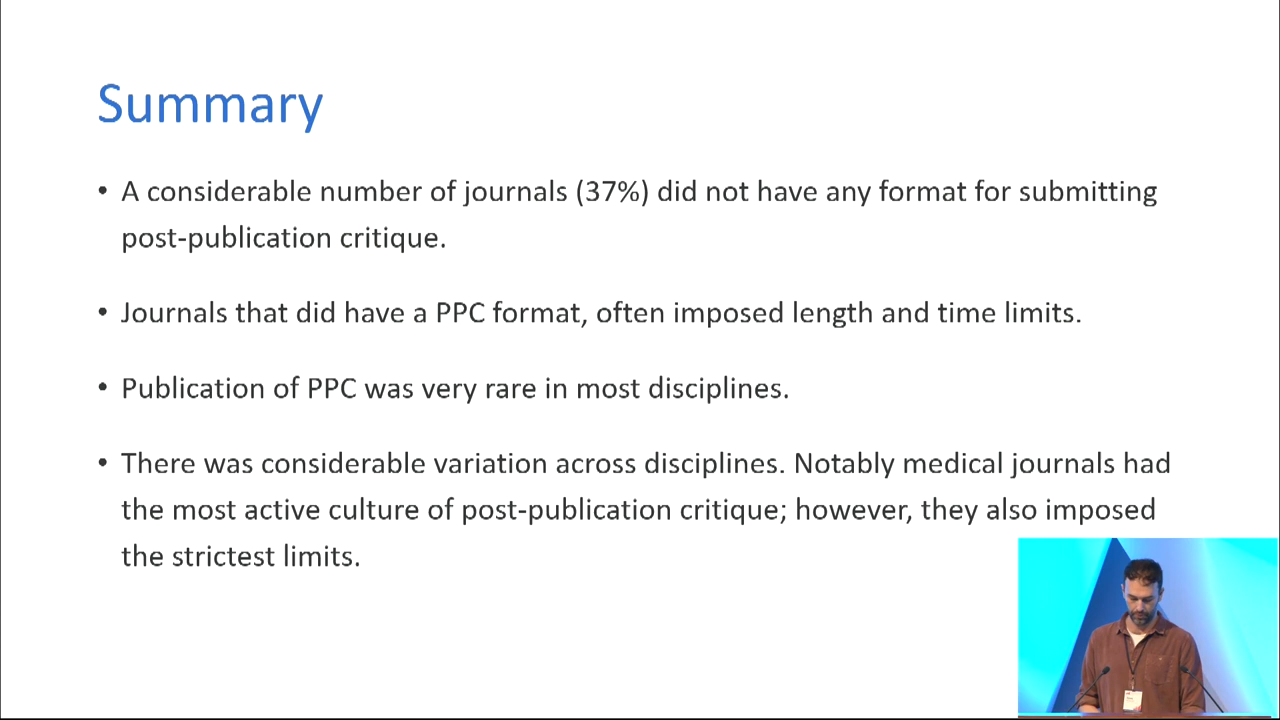 Summary
• A considerable number of journals (37%) did not have any format for submitting
post-publication critique.
• Journals that did have a PPC format, often imposed length and time limits.
• Publication of PPC was very rare in most disciplines.
• There was considerable variation across disciplines. Notably medical journals had
the most active culture of post-publication critique; however, they also imposed
the strictest limits.